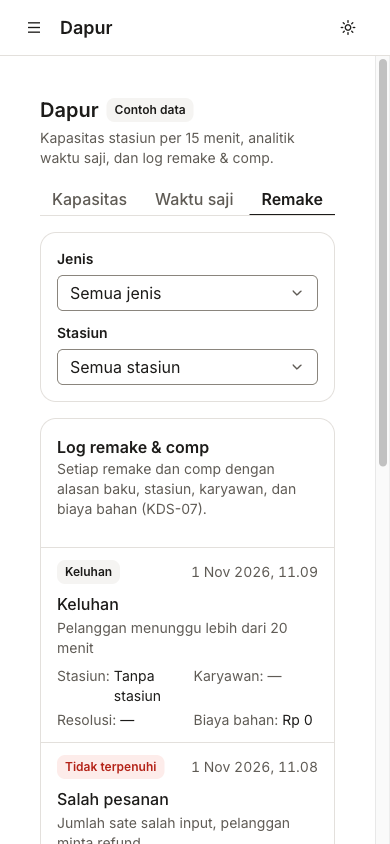 Dapur
Dapur
Contoh data
Kapasitas stasiun per 15 menit, analitik
waktu saji, dan log remake & comp.
Kapasitas
Waktu saji
Remake
Jenis
Semua jenis
Stasiun
Semua stasiun
Log remake & comp
Setiap remake dan comp dengan
alasan baku, stasiun, karyawan, dan
biaya bahan (KDS-07).
Keluhan
1 Nov 2026, 11.09
Keluhan
Pelanggan menunggu lebih dari 20
menit
Stasiun: Tanpa
stasiun
Karyawan: —
Resolusi: —
Biaya bahan: Rp 0
Tidak terpenuhi
1 Nov 2026, 11.08
Salah pesanan
Jumlah sate salah input, pelanggan
minta refund